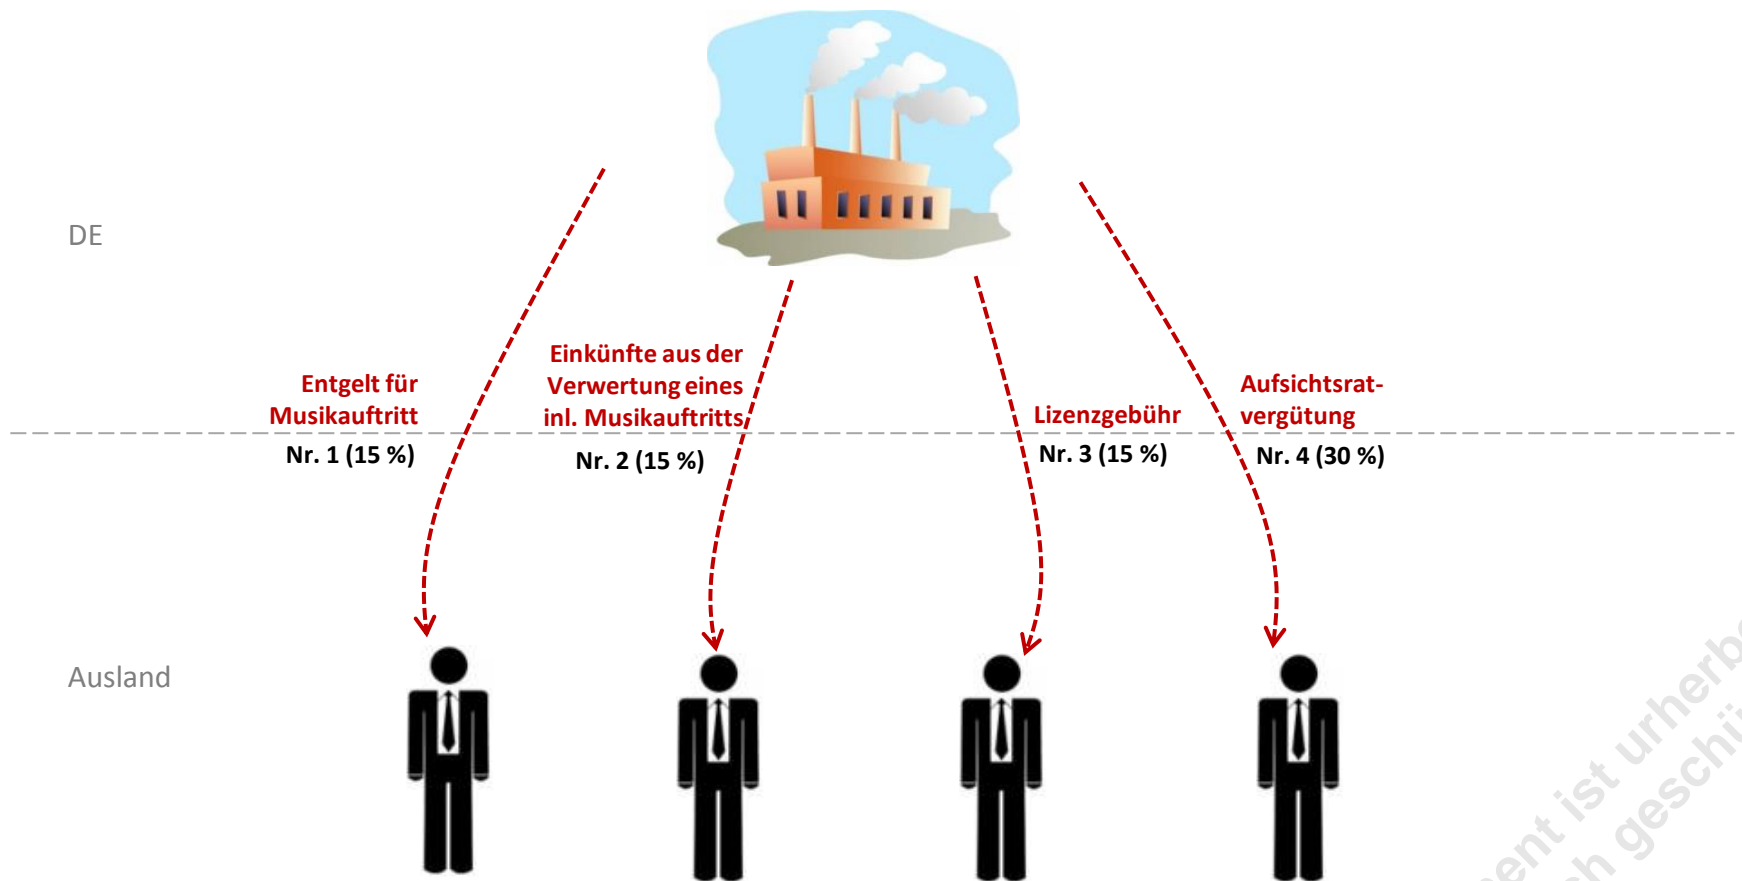 DE
Entgelt für
Musikauftritt
Nr. 1 (15 %)
Einkünfte aus der
Verwertung eines
inl. Musikauftritts
Nr. 2 (15 %)
Lizenzgebühr
Nr. 3 (15 %)
Aufsichtsrat-
vergütung
Nr. 4 (30 %)
Ausland
ist